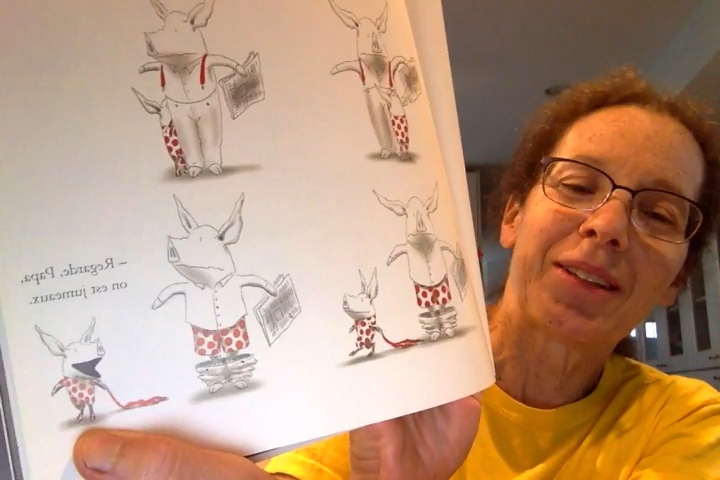 – Regarde, Papa,
on est jumeaux.